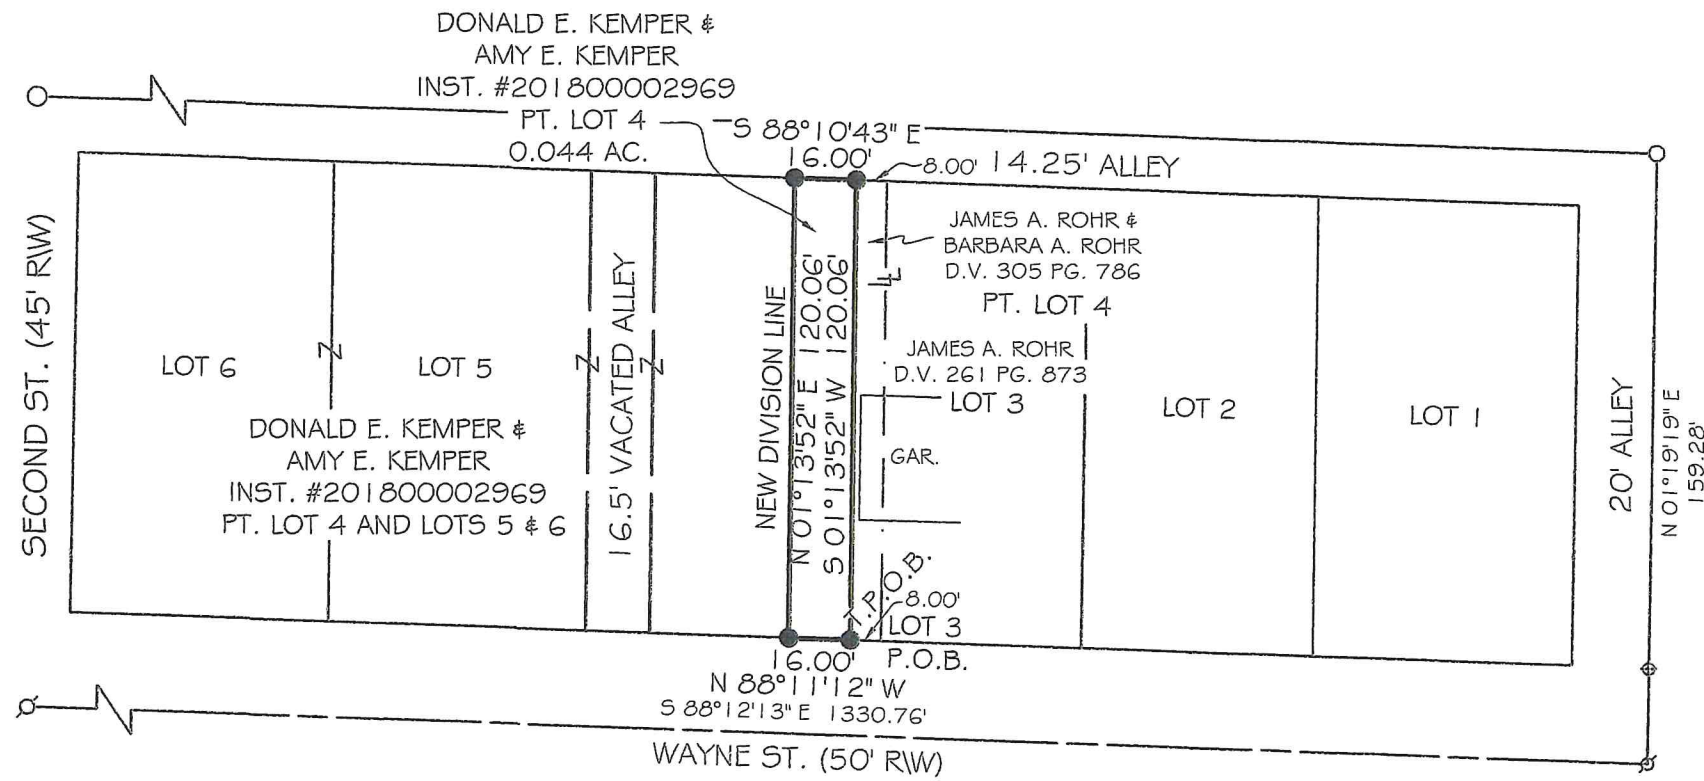 DONALD E. KEMPER &
AMY E. KEMPER
INST. #201800002969
PT. LOT 4
0.044 AC.
S 88°10'43" E
16.00'
8.00'
14.25' ALLEY
SECOND ST. (45' R\W)
LOT 6
LOT 5
DONALD E. KEMPER &
AMY E. KEMPER
INST. #201800002969
PT. LOT 4 AND LOTS 5 & 6
16.5' VACATED ALLEY
NEW DIVISION LINE
N 01°13'52" E 120.06'
S 01°13'52" W 120.06'
JAMES A. ROHR &
BARBARA A. ROHR
D.V. 305 PG. 786
PT. LOT 4
JAMES A. ROHR
D.V. 261 PG. 873
LOT 3
GAR.
LOT 2
LOT 1
20' ALLEY
N 01°19'19" E
159.28'
T.P.O.B.
8.00'
LOT 3
P.O.B.
16.00'
N 88°11'12" W
S 88°12'13" E 1330.76'
WAYNE ST. (50' R\W)